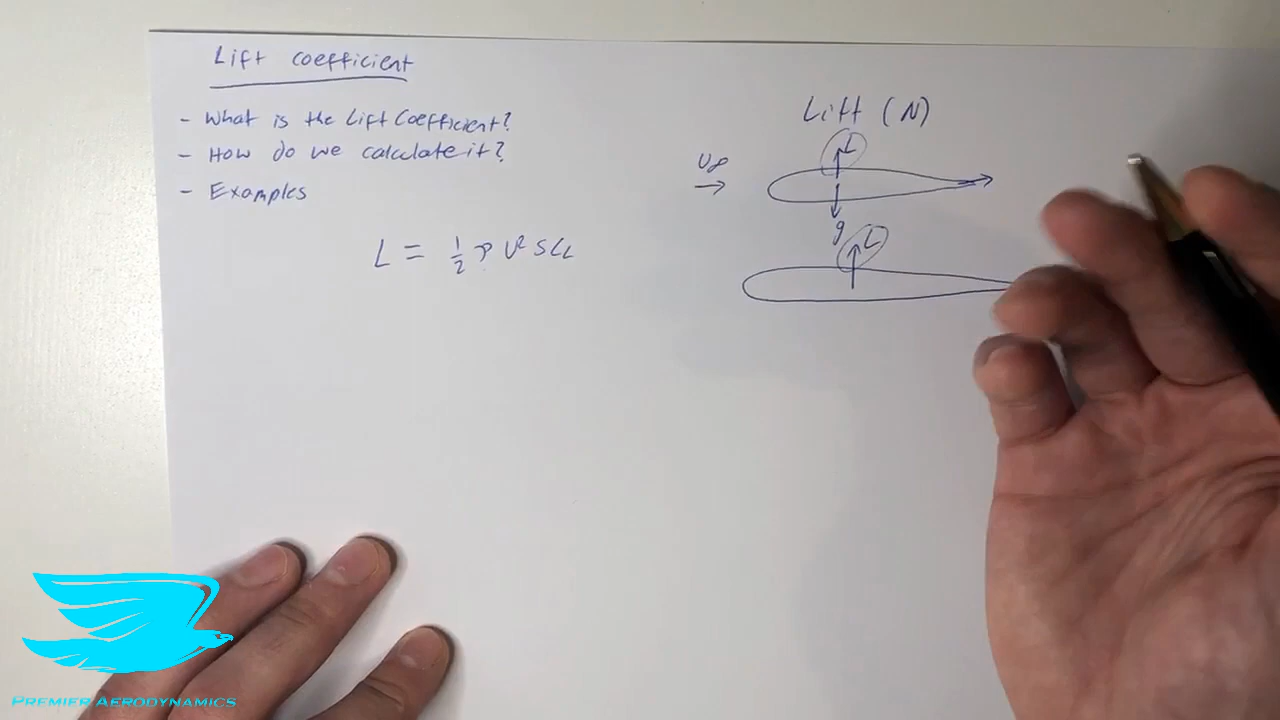 Lift coefficient
- What is the Lift Coefficient?
- How do we calculate it?
- Examples
L = 1/2 ρ U² S CL
Lift (N)
U∞
L
g
L
PREMIER AERODYNAMICS